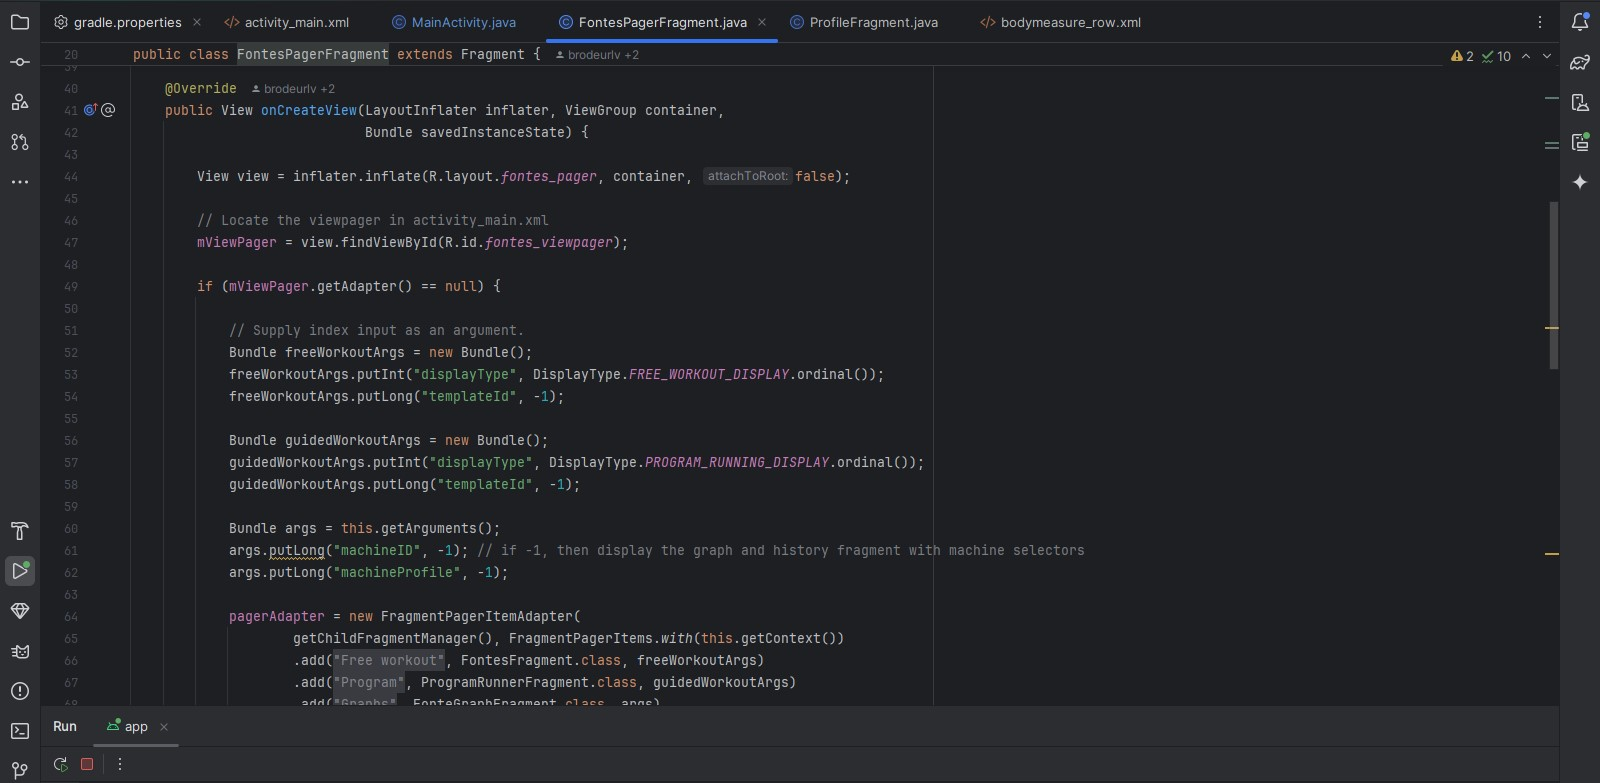 gradle.properties activity_main.xml MainActivity.java FontesPagerFragment.java ProfileFragment.java bodymeasure_row.xml
20 public class FontesPagerFragment extends Fragment { brodeurlv +2 2 10
39
40 @Override brodeurlv +2
41 public View onCreateView(LayoutInflater inflater, ViewGroup container,
42 Bundle savedInstanceState) {
43
44 View view = inflater.inflate(R.layout.fontes_pager, container, attachToRoot: false);
45
46 // Locate the viewpager in activity_main.xml
47 mViewPager = view.findViewById(R.id.fontes_viewpager);
48
49 if (mViewPager.getAdapter() == null) {
50
51 // Supply index input as an argument.
52 Bundle freeWorkoutArgs = new Bundle();
53 freeWorkoutArgs.putInt("displayType", DisplayType.FREE_WORKOUT_DISPLAY.ordinal());
54 freeWorkoutArgs.putLong("templateId", -1);
55
56 Bundle guidedWorkoutArgs = new Bundle();
57 guidedWorkoutArgs.putInt("displayType", DisplayType.PROGRAM_RUNNING_DISPLAY.ordinal());
58 guidedWorkoutArgs.putLong("templateId", -1);
59
60 Bundle args = this.getArguments();
61 args.putLong("machineID", -1); // if -1, then display the graph and history fragment with machine selectors
62 args.putLong("machineProfile", -1);
63
64 pagerAdapter = new FragmentPagerItemAdapter(
65 getChildFragmentManager(), FragmentPagerItems.with(this.getContext())
66 .add("Free workout", FontesFragment.class, freeWorkoutArgs)
67 .add("Program", ProgramRunnerFragment.class, guidedWorkoutArgs)
68 .add("Graphs", FonteGraphFragment.class, args)
Run app